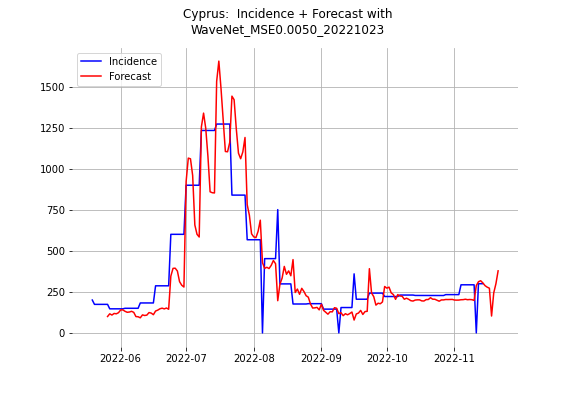 Cyprus:  Incidence + Forecast with
WaveNet_MSE0.0050_20221023
Incidence
Forecast
1500
1250
1000
750
500
250
0
2022-06 2022-07 2022-08 2022-09 2022-10 2022-11